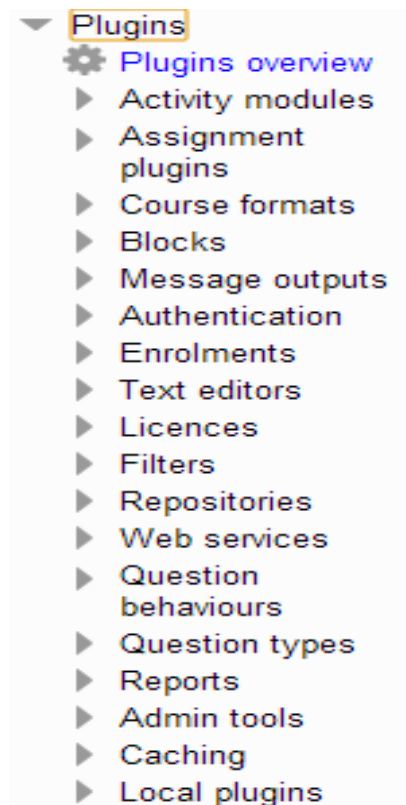 Plugins
Plugins overview
Activity modules
Assignment
plugins
Course formats
Blocks
Message outputs
Authentication
Enrolments
Text editors
Licences
Filters
Repositories
Web services
Question
behaviours
Question types
Reports
Admin tools
Caching
Local plugins